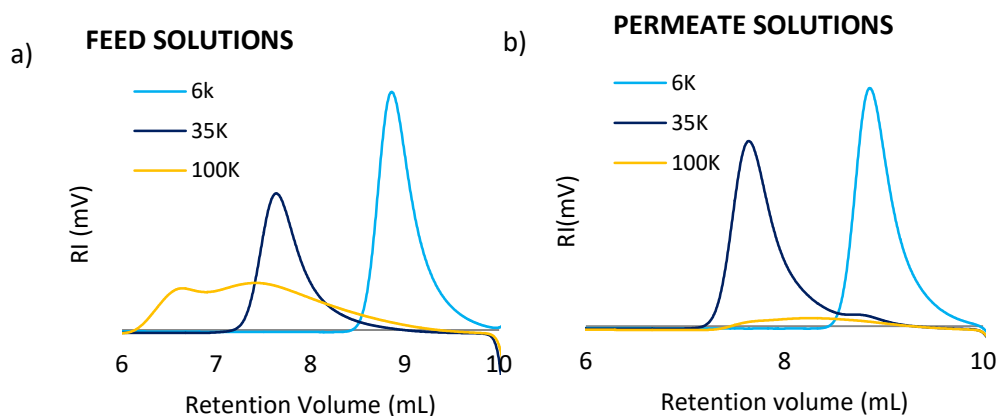 a)
FEED SOLUTIONS
6k
35K
100K
RI (mV)
6 7 8 9 10
Retention Volume (mL)
b)
PERMEATE SOLUTIONS
6K
35K
100K
RI(mV)
6 8 10
Retention volume (mL)